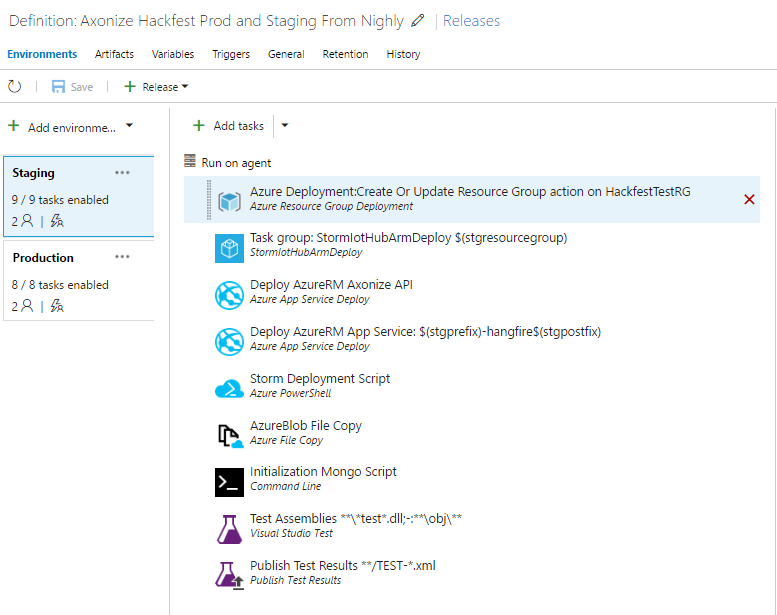 Definition: Axonize Hackfest Prod and Staging From Nighly | Releases
Environments Artifacts Variables Triggers General Retention History
Save Release
Add environme... Add tasks
Run on agent
Staging
9 / 9 tasks enabled
2
Production
8 / 8 tasks enabled
2
Azure Deployment:Create Or Update Resource Group action on HackfestTestRG
Azure Resource Group Deployment
Task group: StormIotHubArmDeploy $(stgresourcegroup)
StormIotHubArmDeploy
Deploy AzureRM Axonize API
Azure App Service Deploy
Deploy AzureRM App Service: $(stgprefix)-hangfire$(stgpostfix)
Azure App Service Deploy
Storm Deployment Script
Azure PowerShell
AzureBlob File Copy
Azure File Copy
Initialization Mongo Script
Command Line
Test Assemblies **\*test*.dll;-:**\obj\**
Visual Studio Test
Publish Test Results **/TEST-*.xml
Publish Test Results